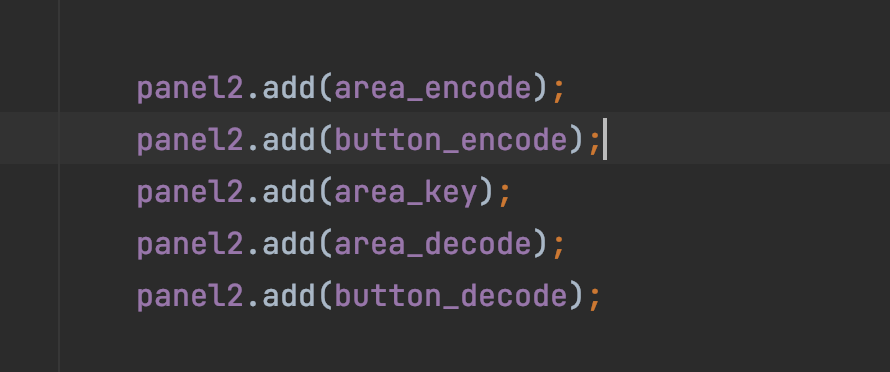 panel2.add(area_encode);
panel2.add(button_encode);
panel2.add(area_key);
panel2.add(area_decode);
panel2.add(button_decode);